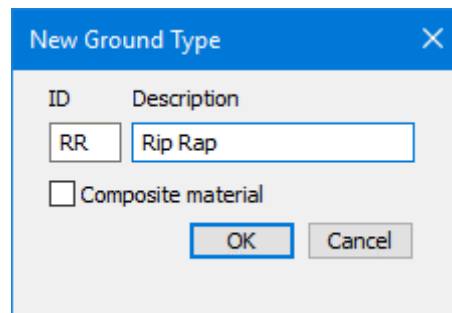 New Ground Type
ID Description
RR Rip Rap
Composite material
OK Cancel